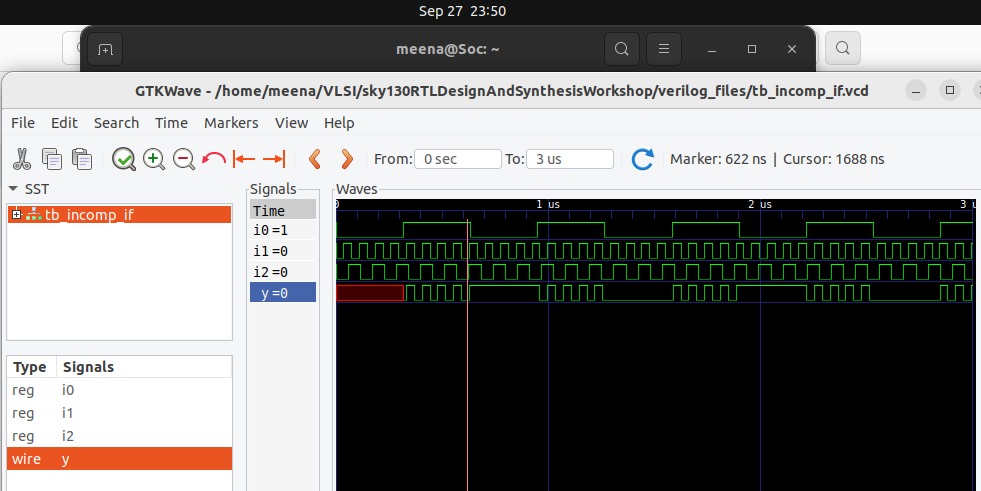 Sep 27 23:50
meena@Soc: ~
GTKWave - /home/meena/VLSI/sky130RTLDesignAndSynthesisWorkshop/verilog_files/tb_incomp_if.vcd
File Edit Search Time Markers View Help
From: 0 sec To: 3 us Marker: 622 ns | Cursor: 1688 ns
SST
tb_incomp_if
Type Signals
reg i0
reg i1
reg i2
wire y
Signals
Time
i0=1
i1=0
i2=0
y=0
Waves
0 1 us 2 us 3 u